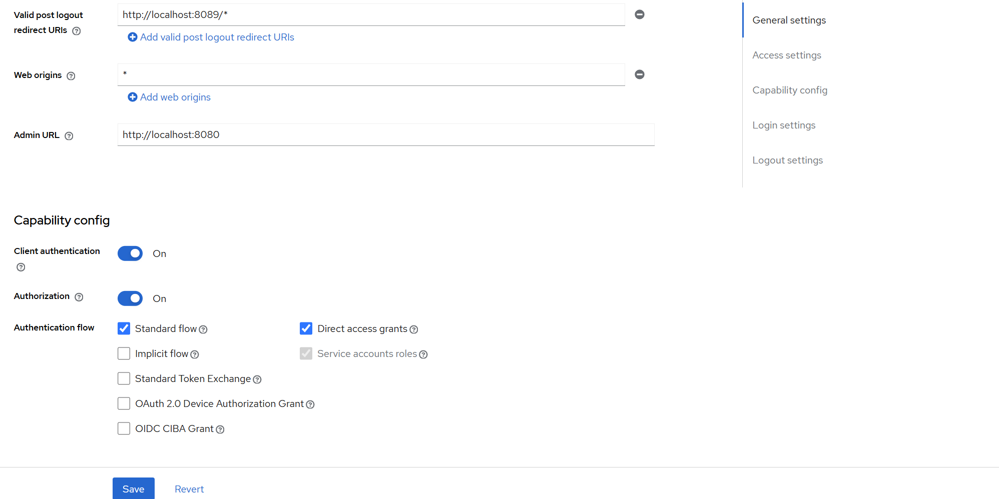 Valid post logout
redirect URIs
http://localhost:8089/*
Add valid post logout redirect URIs
Web origins
*
Add web origins
Admin URL
http://localhost:8080
General settings
Access settings
Capability config
Login settings
Logout settings
Capability config
Client authentication
On
Authorization
On
Authentication flow
Standard flow
Direct access grants
Implicit flow
Service accounts roles
Standard Token Exchange
OAuth 2.0 Device Authorization Grant
OIDC CIBA Grant
Save
Revert